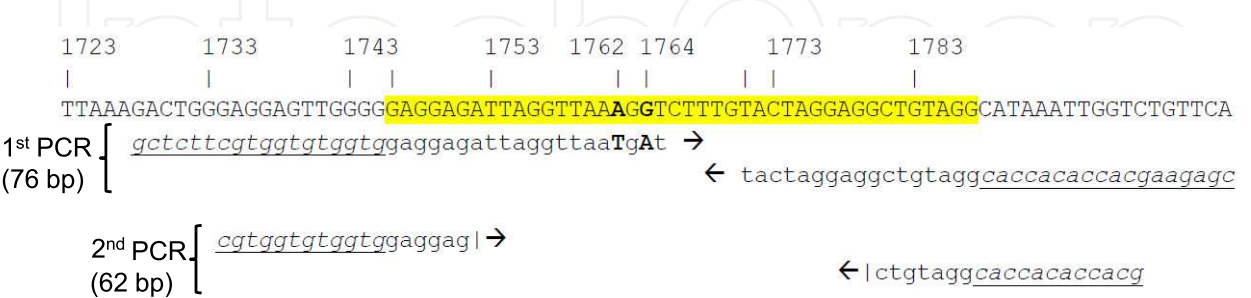 1723 1733 1743 1753 1762 1764 1773 1783
| | | | | | | | | |
TTAAAGACTGGGAGGAGTTGGGGGAGGAGATTAGGTTAAAGGTCTTTGTACTAGGAGGCTGTAGGCATAAATTGGTCTGTTCA
1st PCR gctcttcgtggtgtggtggaggagattaggttaaTgAt →
(76 bp) ← tactaggaggctgtaggcaccacaccacgaagagc
2nd PCR cgtggtgtggtggaggag|→
(62 bp) ←|ctgtaggcaccacaccacg